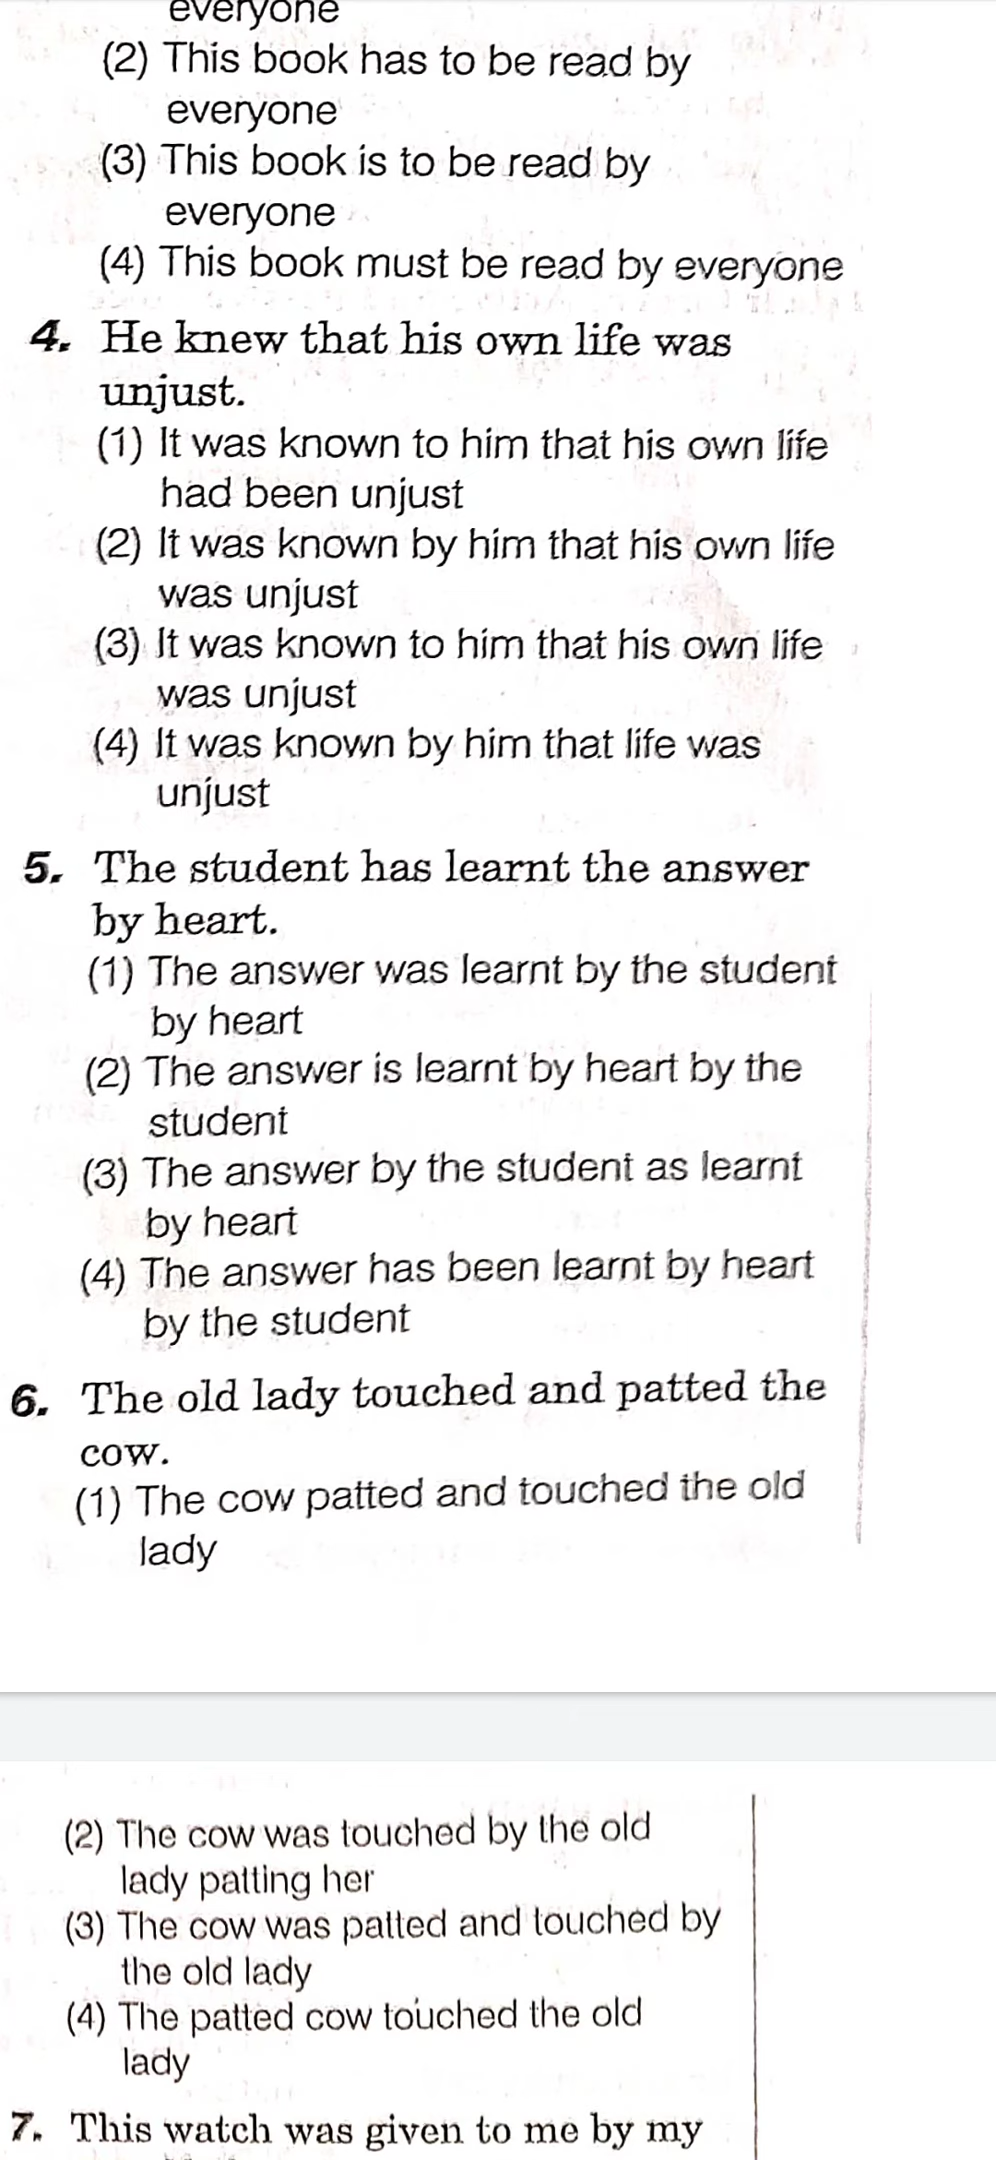 everyone
(2) This book has to be read by
everyone
(3) This book is to be read by
everyone
(4) This book must be read by everyone
4. He knew that his own life was
unjust.
(1) It was known to him that his own life
had been unjust
(2) It was known by him that his own life
was unjust
(3) It was known to him that his own life
was unjust
(4) It was known by him that life was
unjust
5. The student has learnt the answer
by heart.
(1) The answer was learnt by the student
by heart
(2) The answer is learnt by heart by the
student
(3) The answer by the student as learnt
by heart
(4) The answer has been learnt by heart
by the student
6. The old lady touched and patted the
cow.
(1) The cow patted and touched the old
lady
(2) The cow was touched by the old
lady patting her
(3) The cow was patted and touched by
the old lady
(4) The patted cow touched the old
lady
7. This watch was given to me by my